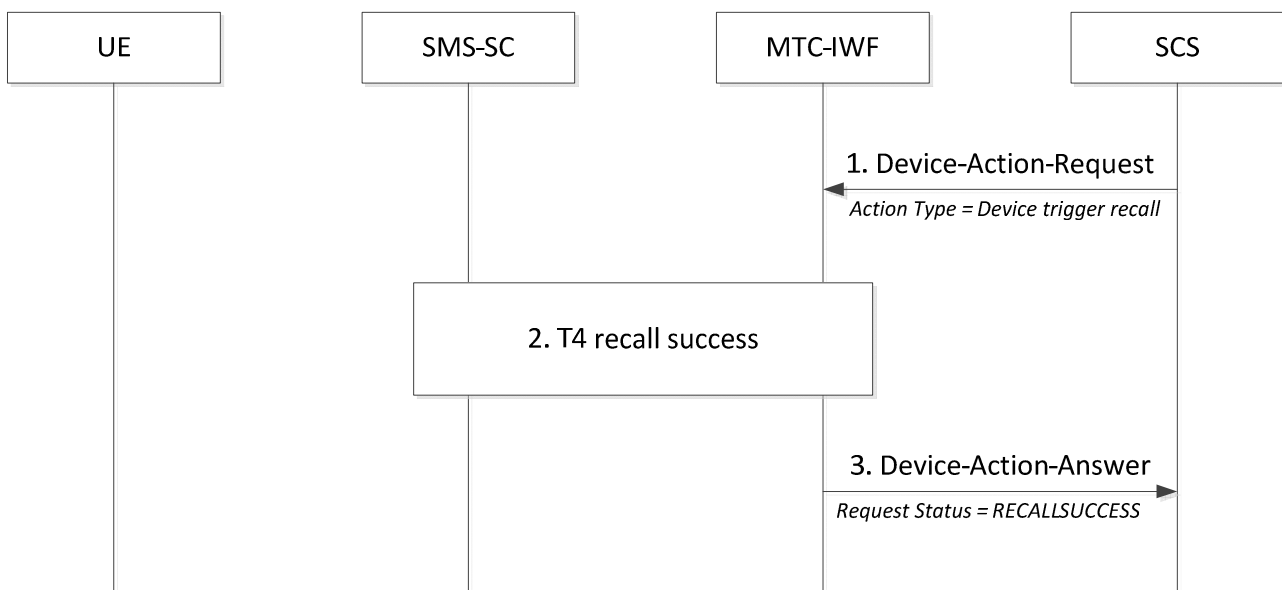 UE
SMS-SC
MTC-IWF
SCS
1. Device-Action-Request
Action Type = Device trigger recall
2. T4 recall success
3. Device-Action-Answer
Request Status = RECALLSUCCESS